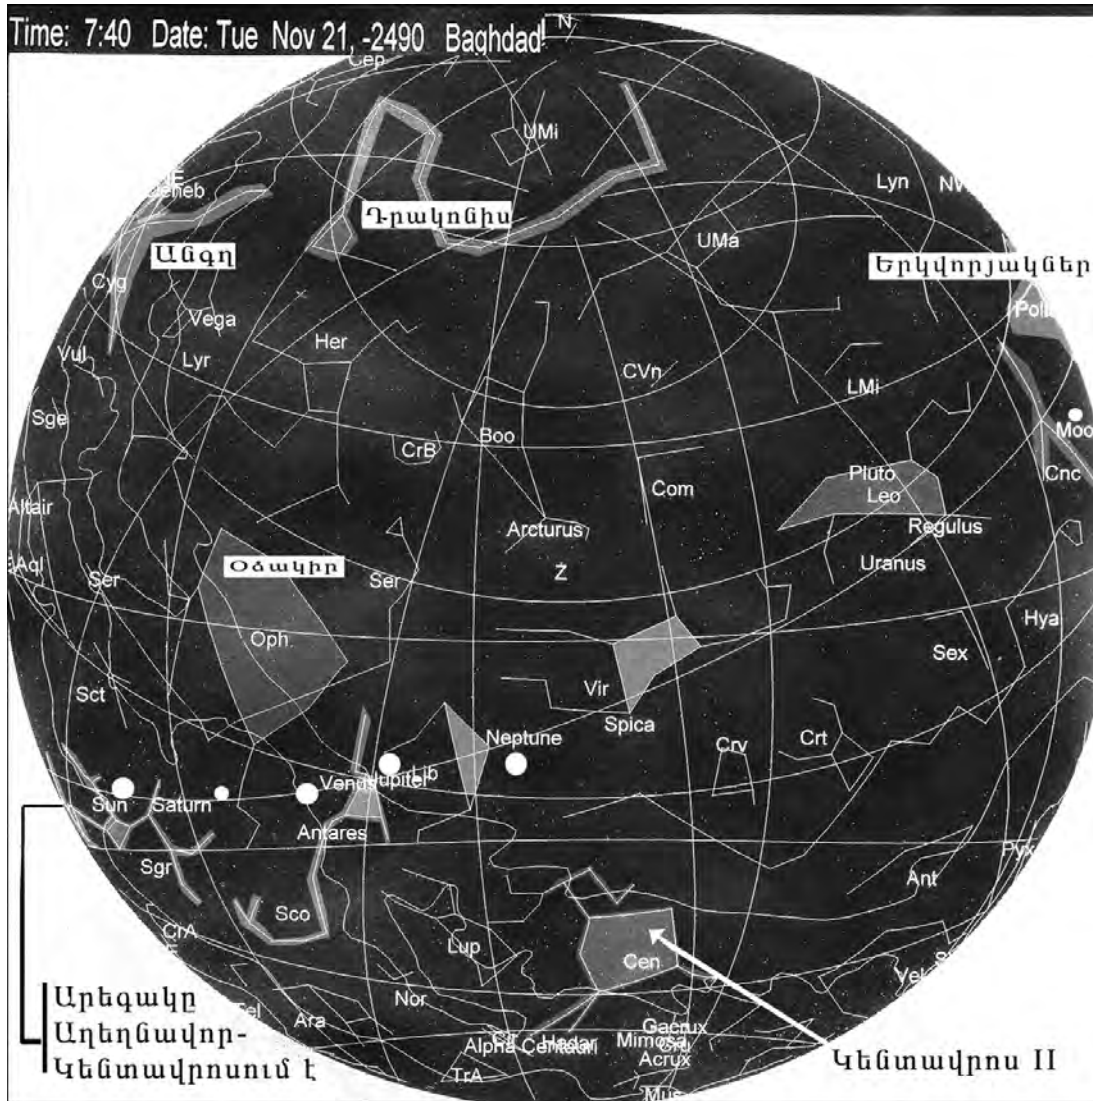 Time: 7:40 Date: Tue Nov 21, -2490 Baghdad
N
Cep
UMi
Lyn
Դրակոնիս
UMa
Անգղ
Երկվորյակներ
Cyg
Vega
Her
Vul
Lyr
CVn
LMi
Sge
Boo
CrB
Moo
Pluto
Cnc
Com
Leo
Altair
Arcturus
Regulus
Aql
Օձակիր
Z
Uranus
Ser
Ser
Hya
Oph
Sex
Vir
Sct
Spica
Neptune
Crv
Crt
Venus
Jupiter
Lib
Sun
Saturn
Antares
Pyx
Sgr
Ant
Sco
CrA
Lup
Cen
Արեգակը
Աղեղնավոր-
Կենտավրոսում է
Nor
Ara
Gacrux
Cir
Hadar
Mimosa
Cru
Alpha Centauri
Acrux
Կենտավրոս II
TrA
Mus